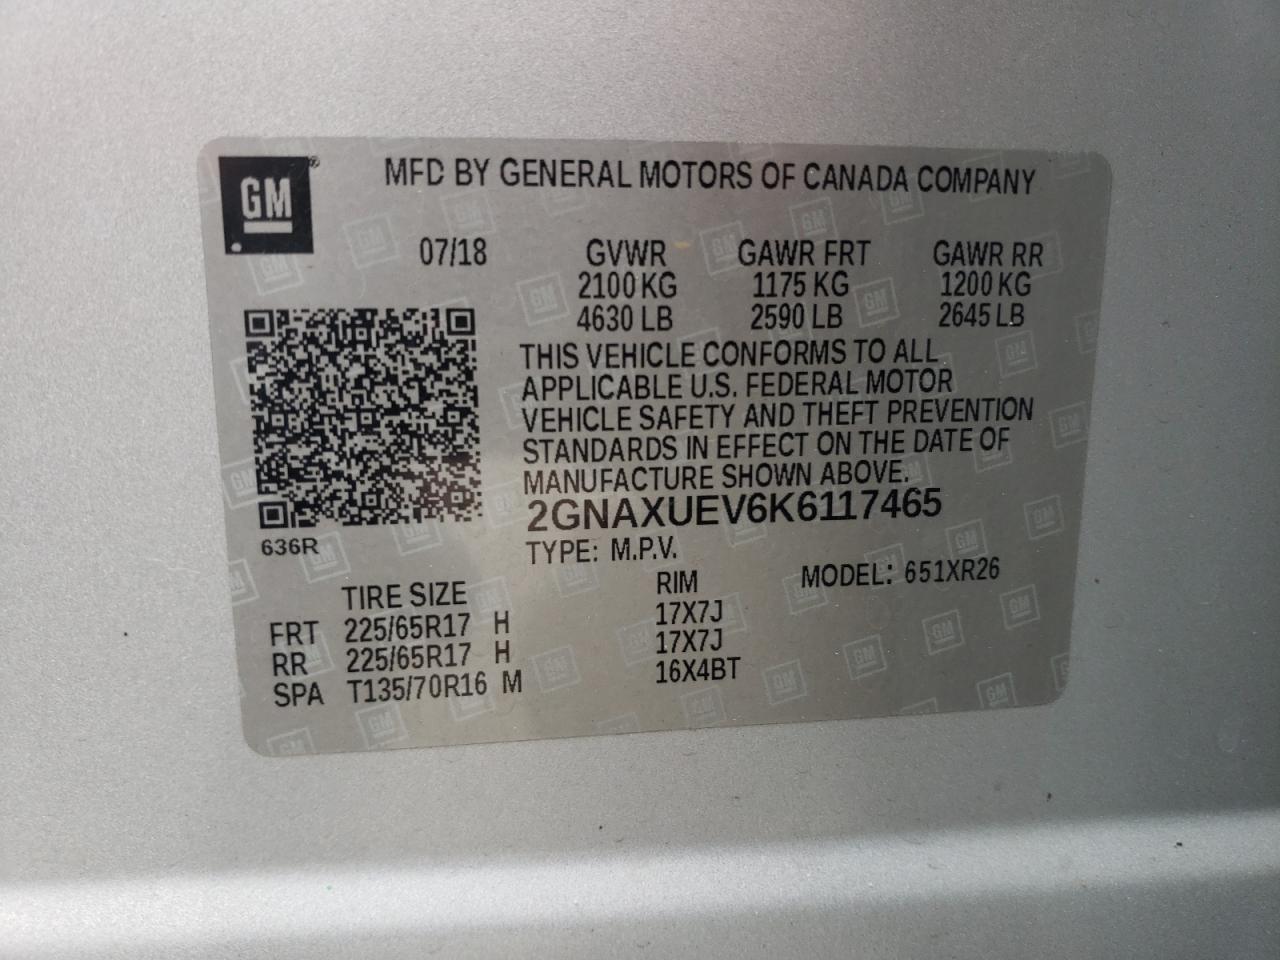 GM®
MFD BY GENERAL MOTORS OF CANADA COMPANY
07/18 GVWR GAWR FRT GAWR RR
2100 KG 1175 KG 1200 KG
4630 LB 2590 LB 2645 LB
THIS VEHICLE CONFORMS TO ALL
APPLICABLE U.S. FEDERAL MOTOR
VEHICLE SAFETY AND THEFT PREVENTION
STANDARDS IN EFFECT ON THE DATE OF
MANUFACTURE SHOWN ABOVE.
2GNAXUEV6K6117465
636R
TYPE: M.P.V. MODEL: 651XR26
TIRE SIZE RIM
FRT 225/65R17 H 17X7J
RR 225/65R17 H 17X7J
SPA T135/70R16 M 16X4BT